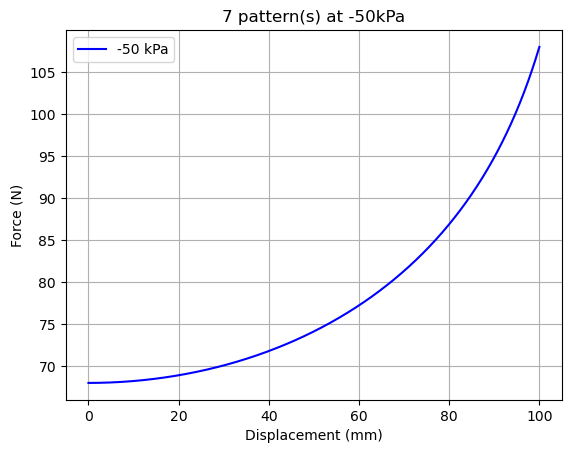 7 pattern(s) at -50kPa
-50 kPa
105
100
95
90
85
80
75
70
Force (N)
0 20 40 60 80 100
Displacement (mm)